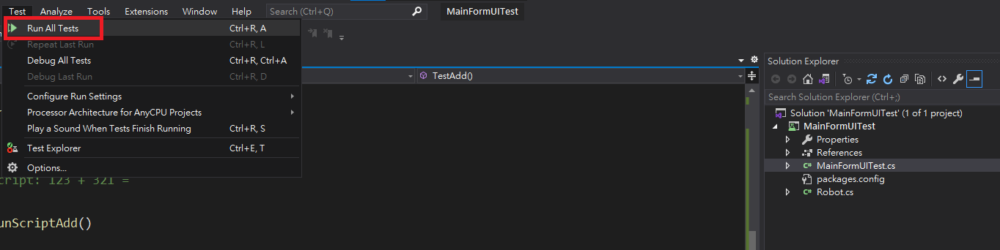 Test Analyze Tools Extensions Window Help Search (Ctrl+Q) MainFormUITest
Run All Tests Ctrl+R, A
Repeat Last Run Ctrl+R, L
Debug All Tests Ctrl+R, Ctrl+A
Debug Last Run Ctrl+R, D
Configure Run Settings
Processor Architecture for AnyCPU Projects
Play a Sound When Tests Finish Running Ctrl+R, S
Test Explorer Ctrl+E, T
Options...
TestAdd()
cript: 123 + 321 =
unScriptAdd()
Solution Explorer
Search Solution Explorer (Ctrl+;)
Solution 'MainFormUITest' (1 of 1 project)
MainFormUITest
Properties
References
C# MainFormUITest.cs
packages.config
C# Robot.cs